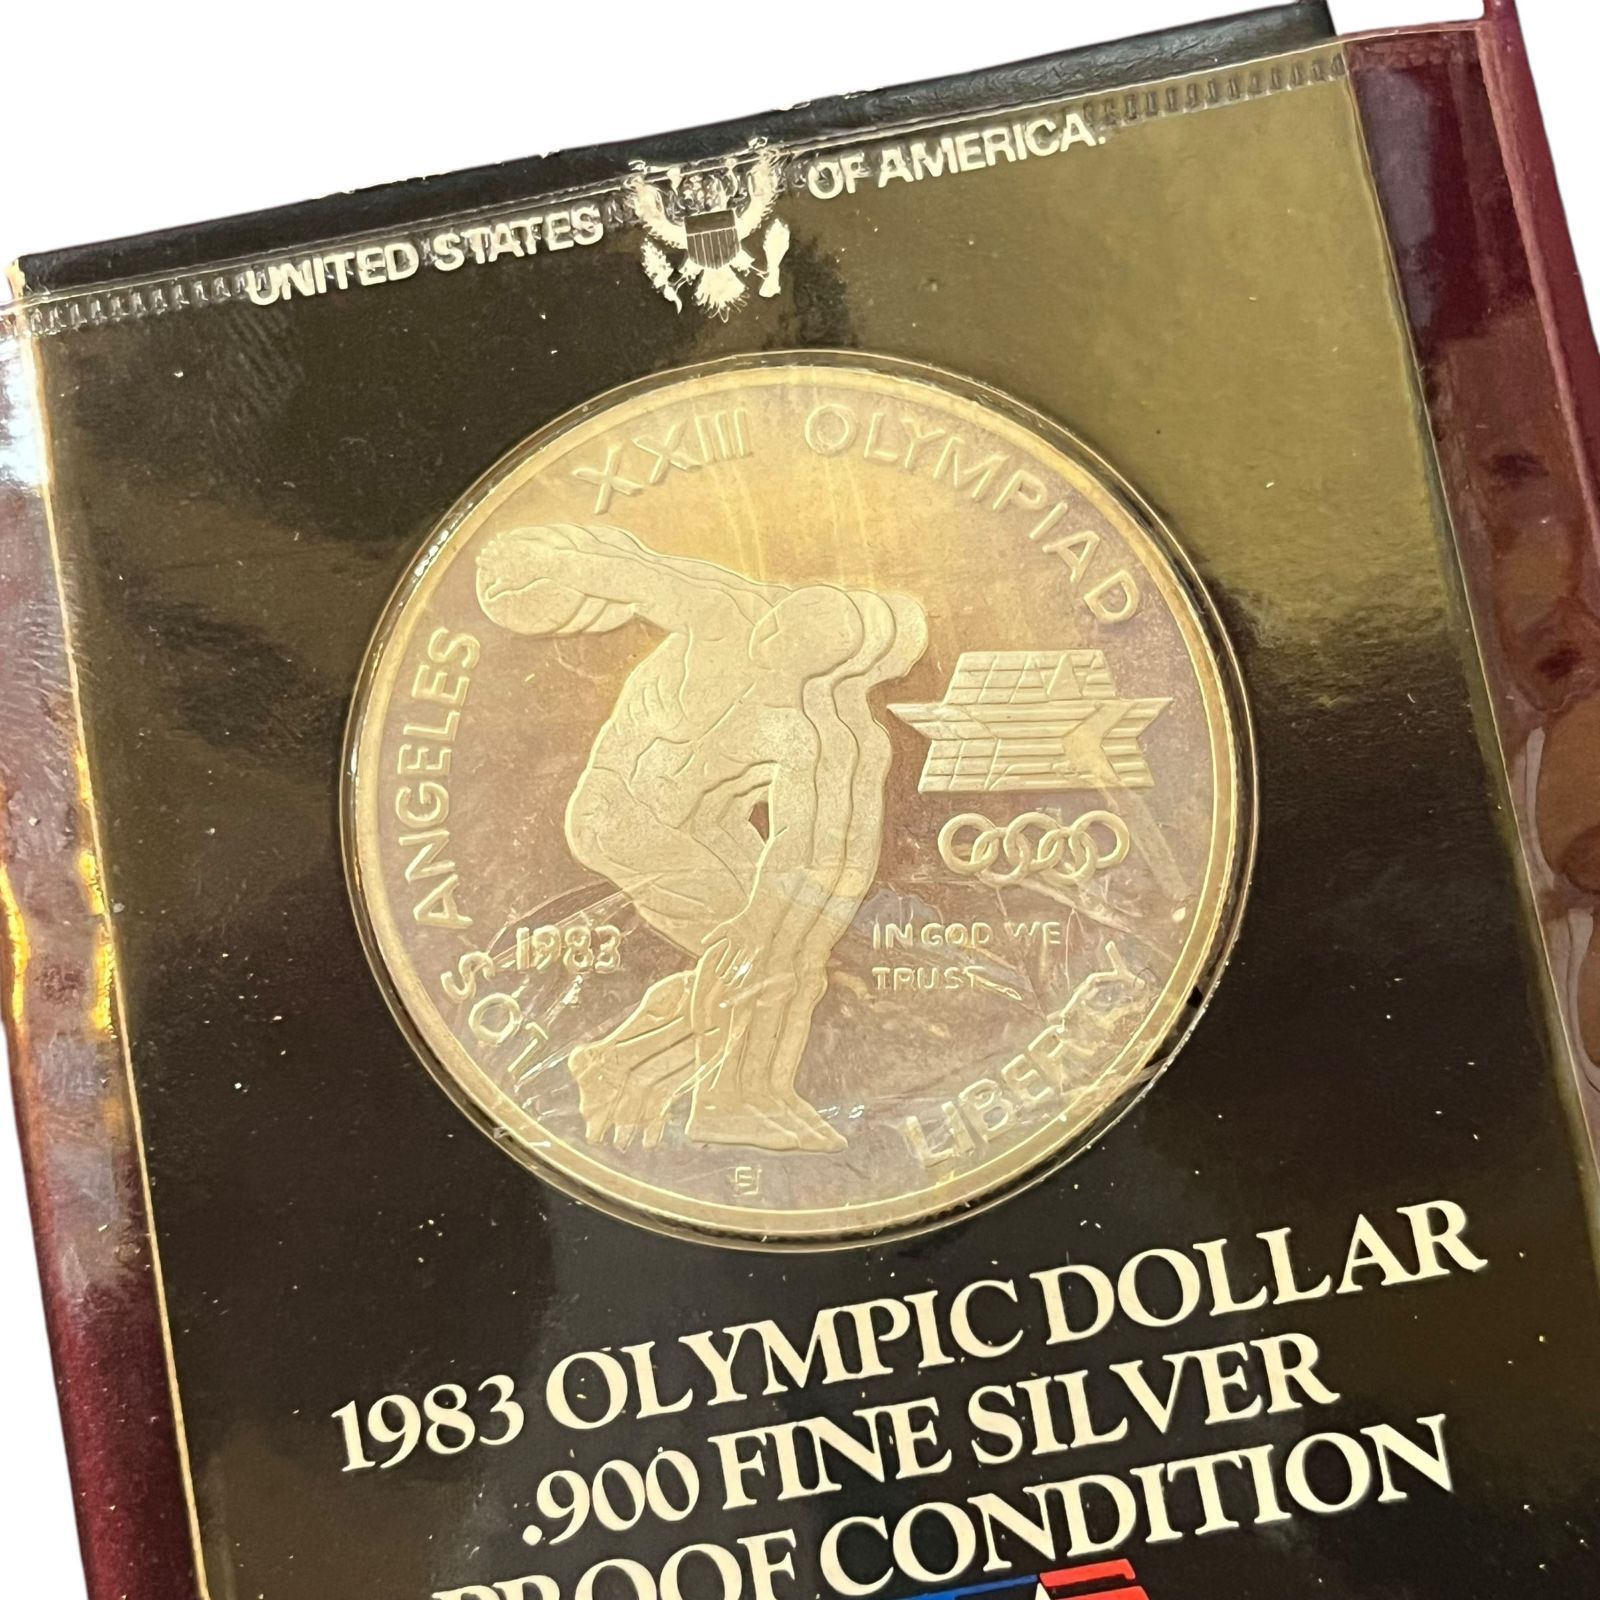 UNITED STATES OF AMERICA.
LOS ANGELES XXIII OLYMPIAD
1983
IN GOD WE
TRUST
LIBERTY
EJ
1983 OLYMPIC DOLLAR
.900 FINE SILVER
PROOF CONDITION